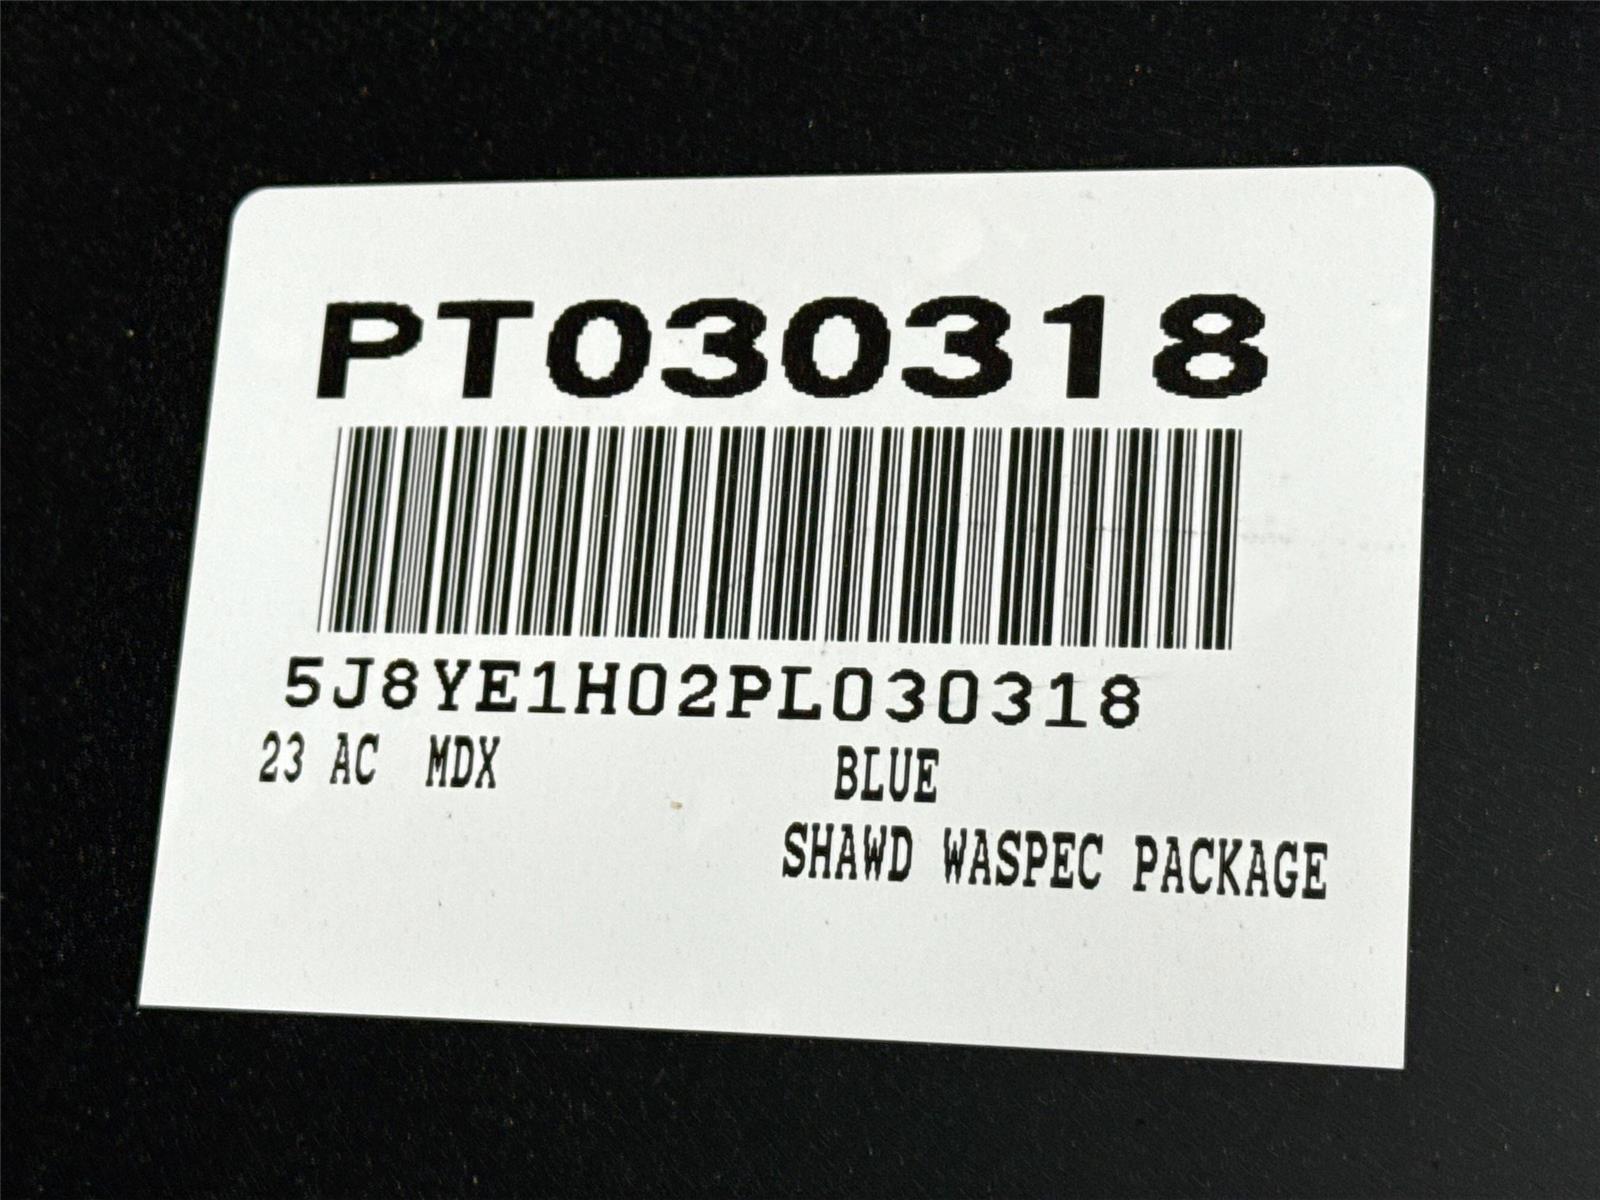 PT030318
5J8YE1H02PL030318
23 AC MDX BLUE
SHAWD WASPEC PACKAGE